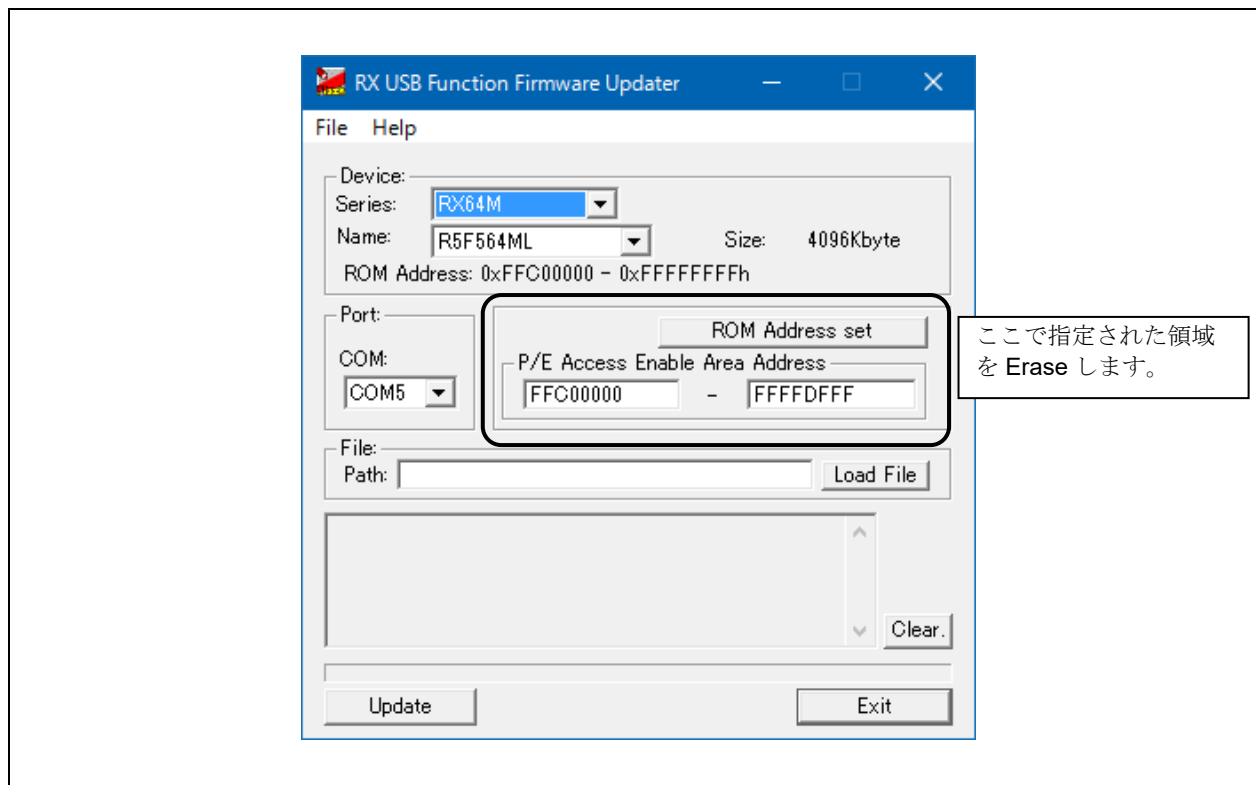 RX USB Function Firmware Updater
File Help
Device:
Series: RX64M
Name: R5F564ML Size: 4096Kbyte
ROM Address: 0xFFC00000 - 0xFFFFFFFFh
Port:
COM:
COM5
ROM Address set
P/E Access Enable Area Address
FFC00000 - FFFFDFFF
ここで指定された領域
を Erase します。
File:
Path: Load File
Clear.
Update Exit